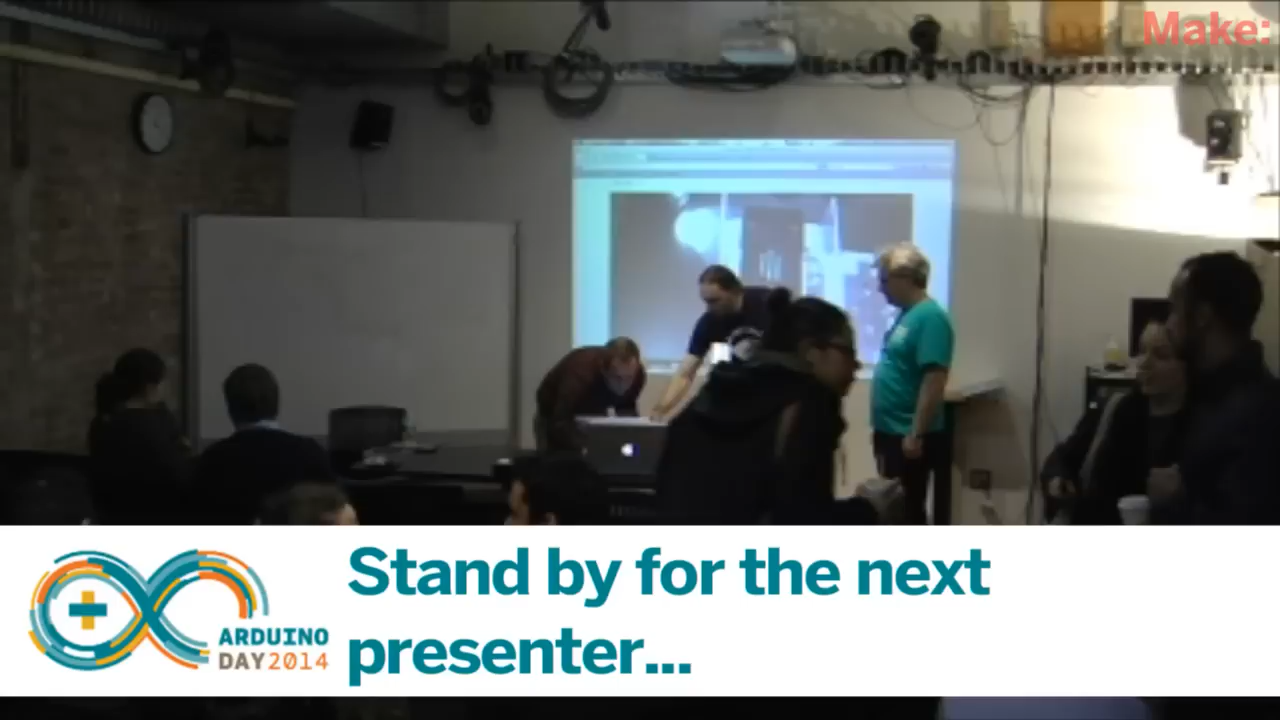 Make:
Stand by for the next
presenter...
ARDUINO
DAY2014